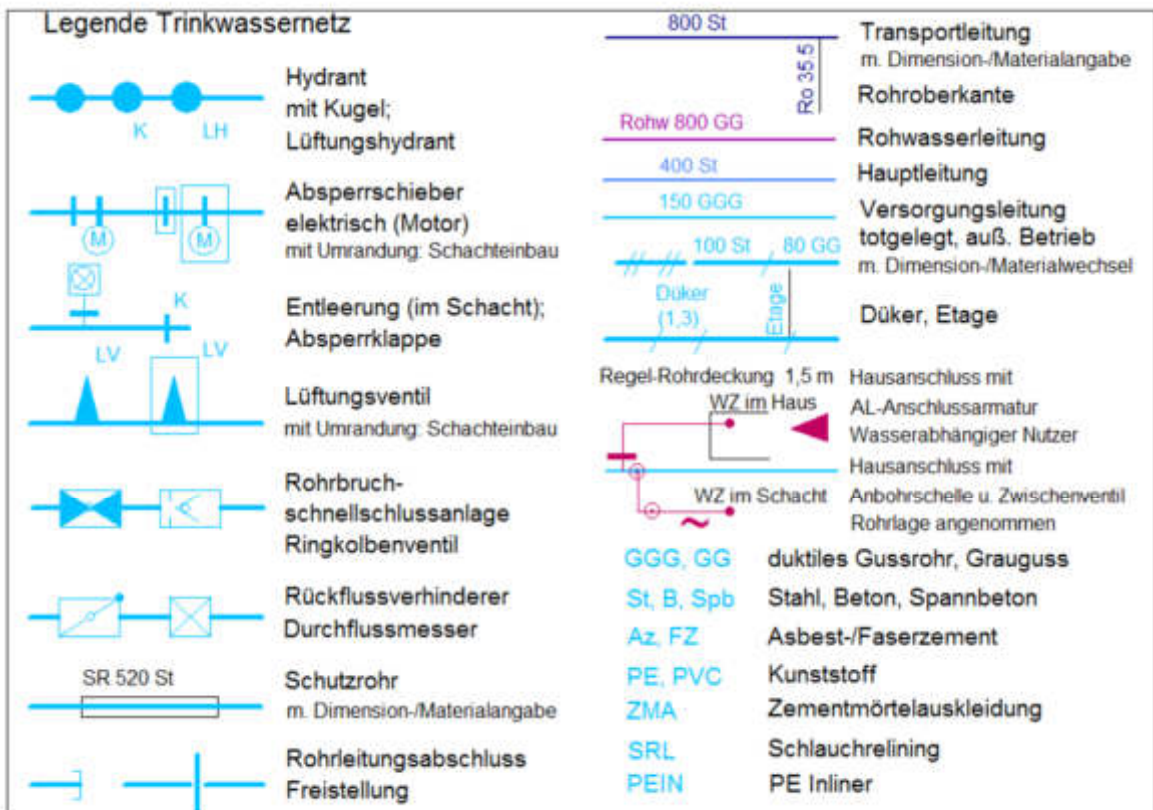 Legende Trinkwassernetz
K
LH
Hydrant
mit Kugel;
Lüftungshydrant
M
M
Absperrschieber
elektrisch (Motor)
mit Umrandung: Schachteinbau
K
Entleerung (im Schacht);
Absperrklappe
LV
LV
Lüftungsventil
mit Umrandung: Schachteinbau
Rohrbruch-
schnellschlussanlage
Ringkolbenventil
Rückflussverhinderer
Durchflussmesser
SR 520 St
Schutzrohr
m. Dimension-/Materialangabe
Rohrleitungsabschluss
Freistellung
800 St
Transportleitung
m. Dimension-/Materialangabe
Ro 35.5
Rohroberkante
Rohw 800 GG
Rohwasserleitung
400 St
Hauptleitung
150 GGG
Versorgungsleitung
totgelegt, auß. Betrieb
100 St
80 GG
m. Dimension-/Materialwechsel
Düker
(1,3)
Etage
Düker, Etage
Regel-Rohrdeckung 1,5 m
Hausanschluss mit
WZ im Haus
AL-Anschlussarmatur
Wasserabhängiger Nutzer
Hausanschluss mit
WZ im Schacht
Anbohrschelle u. Zwischenventil
Rohrlage angenommen
GGG, GG duktiles Gussrohr, Grauguss
St, B, Spb Stahl, Beton, Spannbeton
Az, FZ Asbest-/Faserzement
PE, PVC Kunststoff
ZMA Zementmörtelauskleidung
SRL Schlauchrelining
PEIN PE Inliner